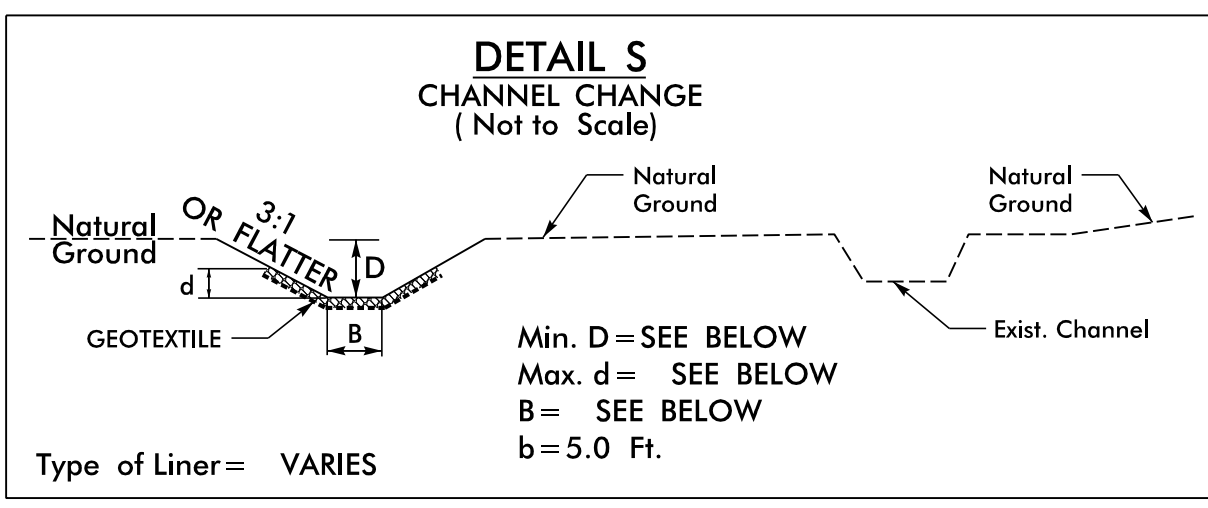 DETAIL S
CHANNEL CHANGE
( Not to Scale)
Natural
Ground
Natural
Ground
Natural
Ground
3:1
OR FLATTER
D
d
B
GEOTEXTILE
Exist. Channel
Min. D = SEE BELOW
Max. d = SEE BELOW
B = SEE BELOW
b = 5.0 Ft.
Type of Liner = VARIES